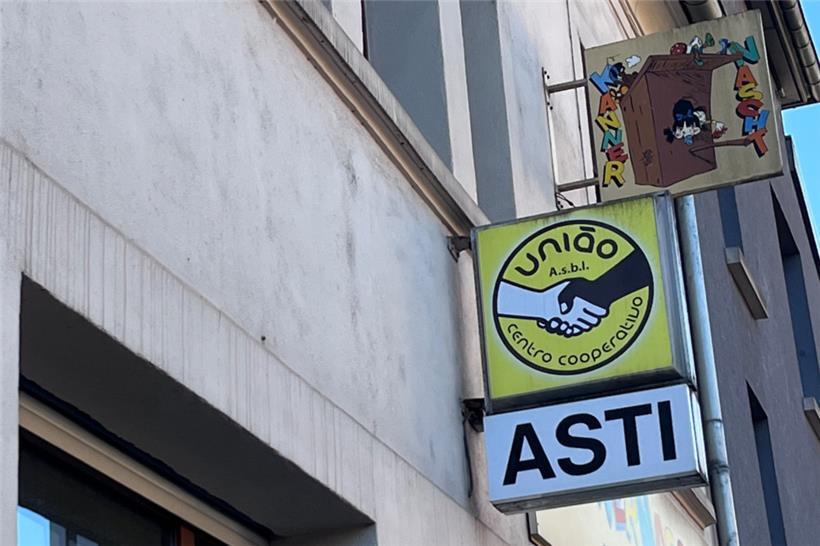 KANNER
NASCHT
união
A.s.b.l.
centro cooperativo
ASTI